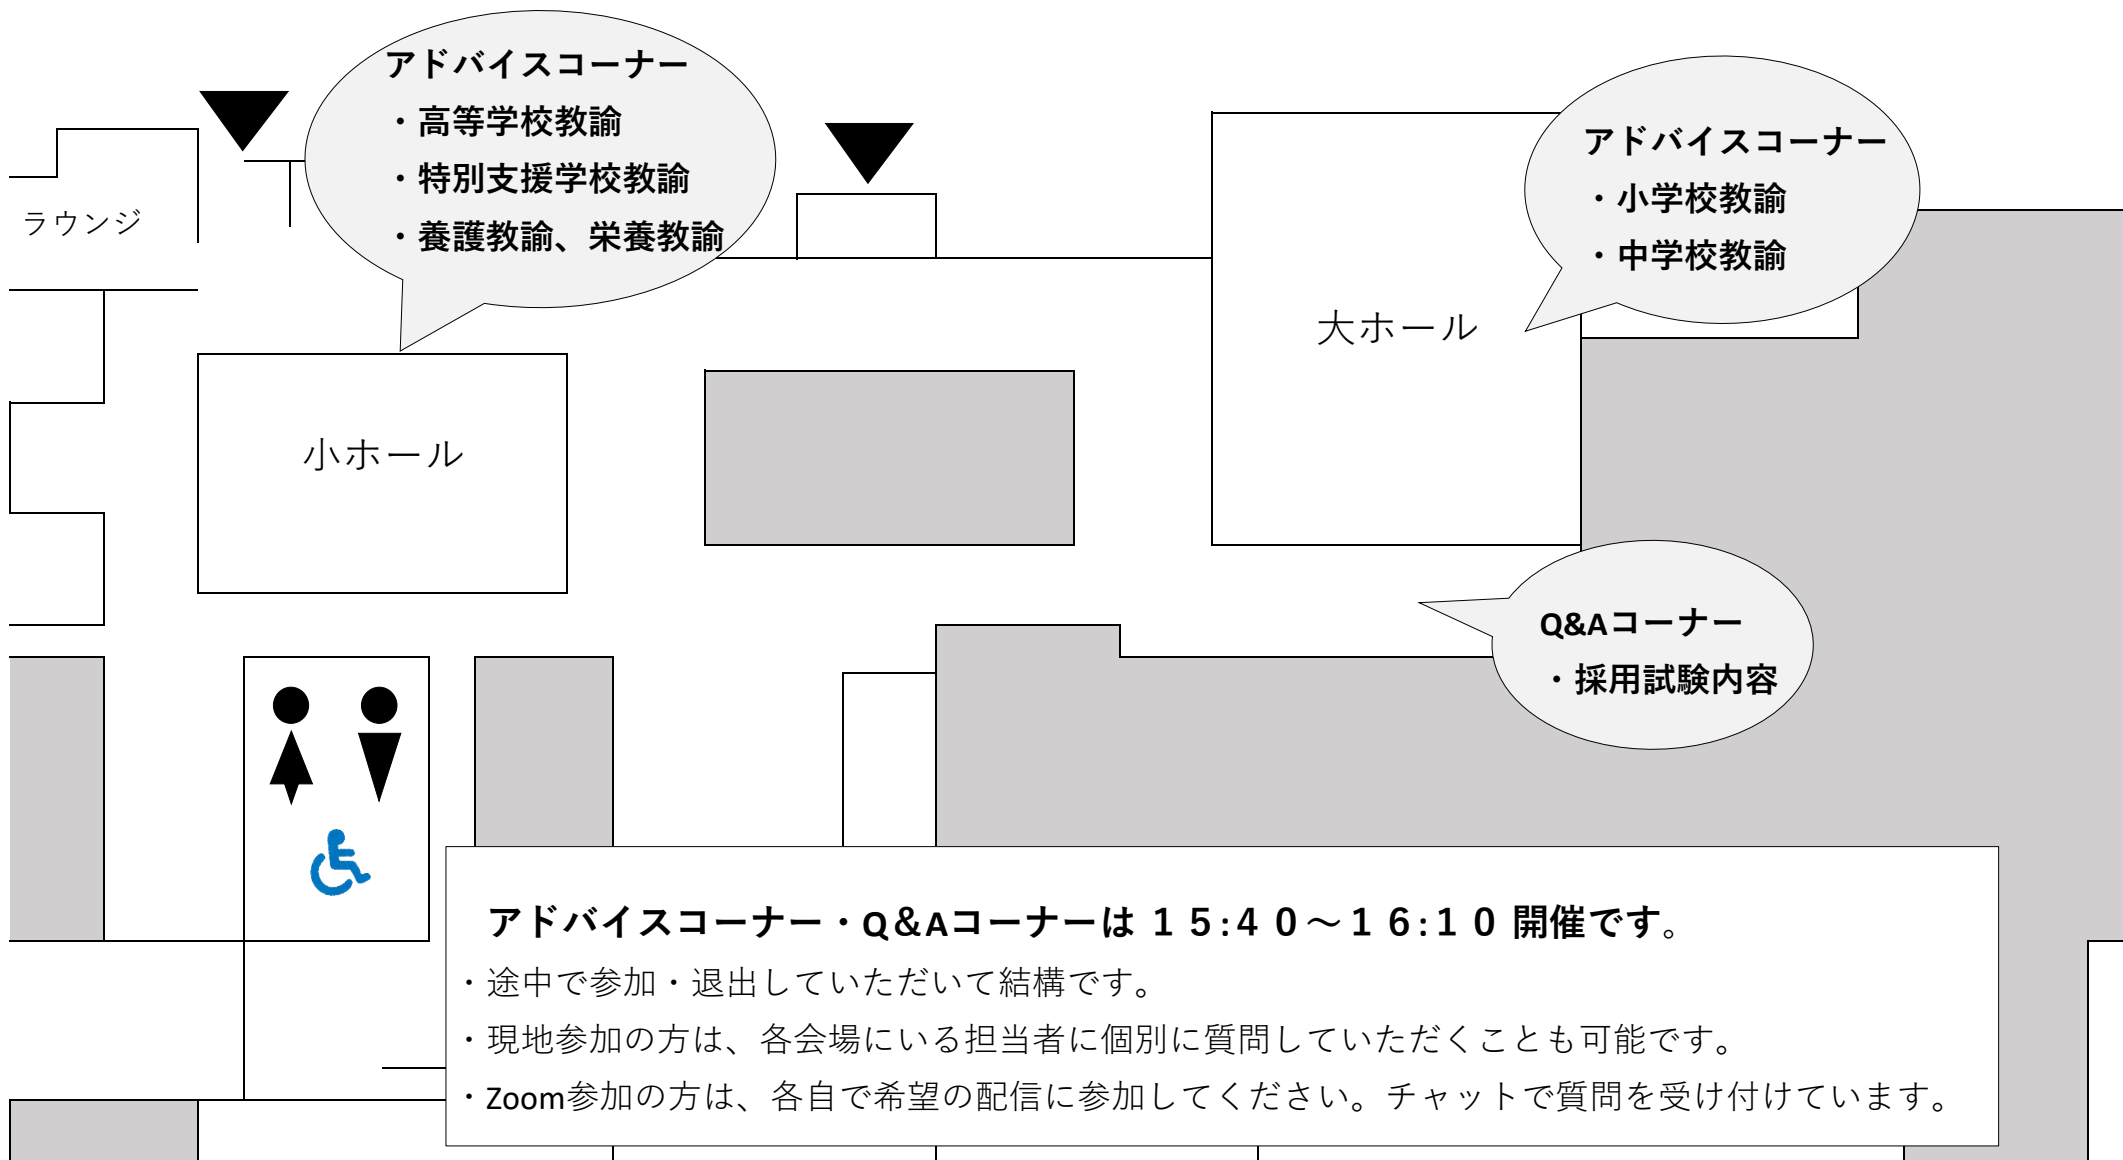 アドバイスコーナー
・高等学校教諭
・特別支援学校教諭
・養護教諭、栄養教諭
アドバイスコーナー
・小学校教諭
・中学校教諭
ラウンジ
大ホール
小ホール
Q&Aコーナー
・採用試験内容
アドバイスコーナー・Q＆Aコーナーは １５:４０～１６:１０ 開催です。
・途中で参加・退出していただいて結構です。
・現地参加の方は、各会場にいる担当者に個別に質問していただくことも可能です。
・Zoom参加の方は、各自で希望の配信に参加してください。チャットで質問を受け付けています。